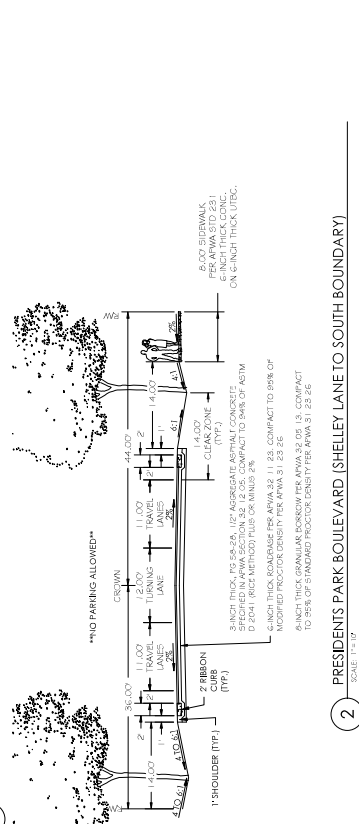 **NO PARKING ALLOWED**
CROWN
36.00'
44.00'
14.00'
2'
1'
2'
11.00'
TRAVEL
LANES
12.00'
TURNING
LANE
11.00'
TRAVEL
LANES
2'
2'
1'
14.00'
R/W
R/W
4 TO 6:1
4 TO 6:1
2%
2%
6:1
4:1
2%
14.00'
CLEAR ZONE
(TYP.)
8.00' SIDEWALK
PER APWA STD 231
6-INCH THICK CONC.
ON 6-INCH THICK UTBC.
1' SHOULDER (TYP.)
2' RIBBON
CURB
(TYP.)
3-INCH THICK, PG 58-28, 1/2" AGGREGATE ASPHALT CONCRETE
SPECIFIED IN APWA SECTION 32 12 05. COMPACT TO 94% OF ASTM
D 2041 (RICE METHOD) PLUS OR MINUS 2%
6-INCH THICK ROADBASE PER APWA 32 11 23. COMPACT TO 95% OF
MODIFIED PROCTOR DENSITY PER APWA 31 23 26
8-INCH THICK GRANULAR BORROW PER APWA 32 05 13. COMPACT
TO 95% OF STANDARD PROCTOR DENSITY PER APWA 31 23 26
2
PRESIDENTS PARK BOULEVARD (SHELLEY LANE TO SOUTH BOUNDARY)
SCALE: 1" = 10'